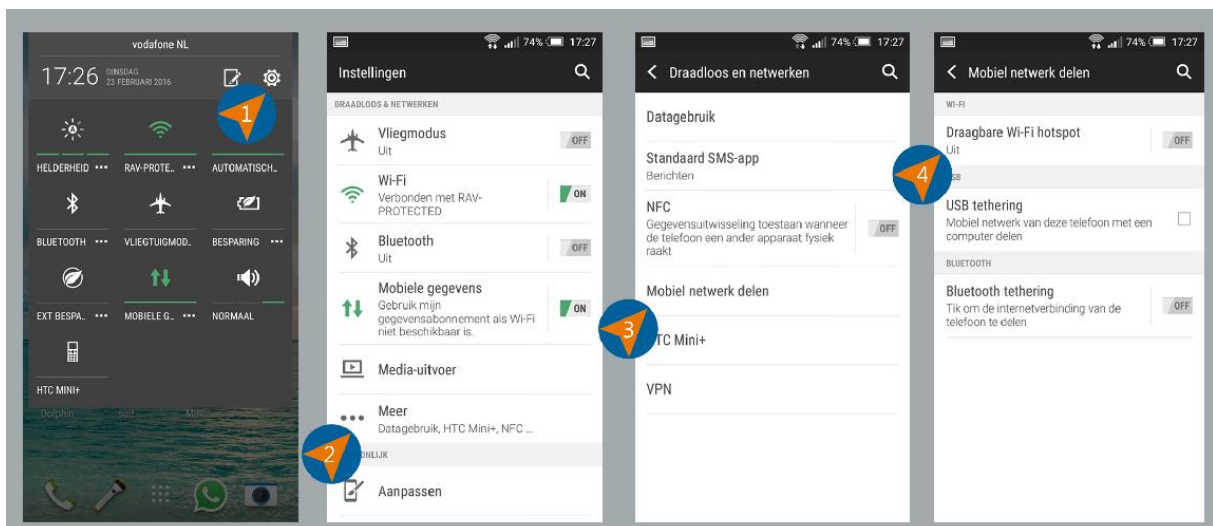 vodafone NL
17:26 DINSDAG
23 FEBRUARI 2016
1
HELDERHEID RAV-PROTE.. AUTOMATISCH..
BLUETOOTH VLIEGTUIGMOD.. BESPARING
EXT BESPA.. MOBIELE G.. NORMAAL
HTC MINI+
Dolphin
74% 17:27
Instellingen
DRAADLOOS & NETWERKEN
Vliegmodus
Uit
OFF
Wi-Fi
Verbonden met RAV-
PROTECTED
ON
Bluetooth
Uit
OFF
Mobiele gegevens
Gebruik mijn
gegevensabonnement als Wi-Fi
niet beschikbaar is.
ON
Media-uitvoer
Meer
Datagebruik, HTC Mini+, NFC ...
2
NLIJK
Aanpassen
74% 17:27
< Draadloos en netwerken
Datagebruik
Standaard SMS-app
Berichten
NFC
Gegevensuitwisseling toestaan wanneer
de telefoon een ander apparaat fysiek
raakt
OFF
Mobiel netwerk delen
3
TC Mini+
VPN
74% 17:27
< Mobiel netwerk delen
WI-FI
Draagbare Wi-Fi hotspot
Uit
OFF
4
SB
USB tethering
Mobiel netwerk van deze telefoon met een
computer delen
BLUETOOTH
Bluetooth tethering
Tik om de internetverbinding van de
telefoon te delen
OFF